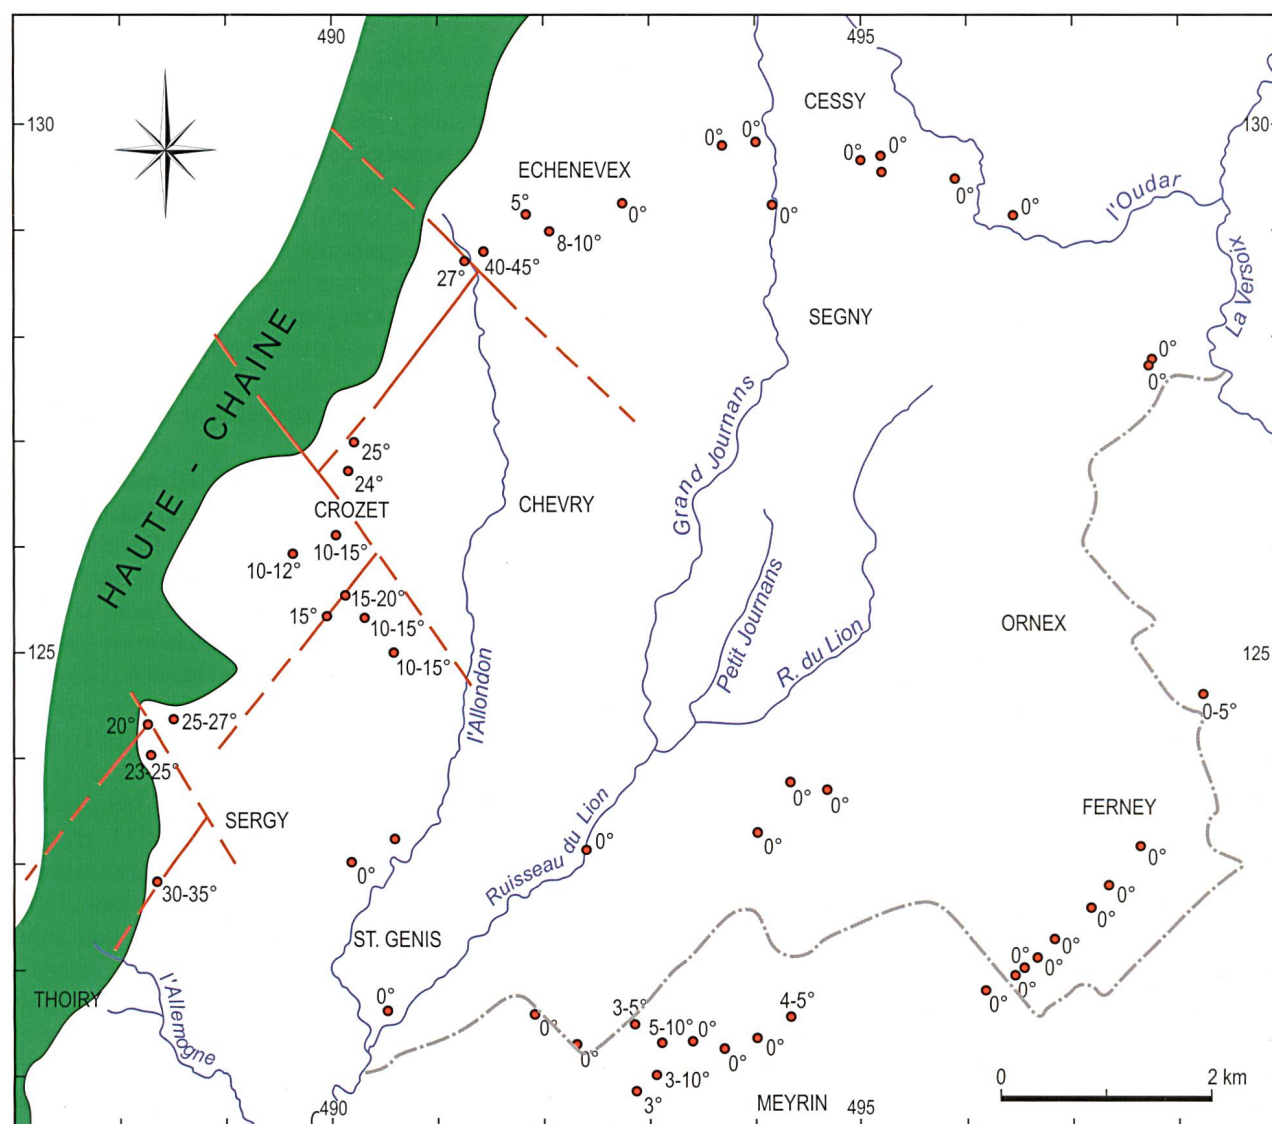 490
495
CESSY
130
130
0°
0°
0°
0°
ECHENEVEX
0°
0°
l'Oudar
5°
0°
0°
8-10°
40-45°
27°
La Versoix
HAUTE - CHAINE
SEGNY
0°
0°
Grand Journans
25°
24°
CROZET
CHEVRY
10-15°
10-12°
Petit Journans
15-20°
15°
10-15°
ORNEX
R. du Lion
125
125
10-15°
l'Allondon
0-5°
20°
25-27°
23-25°
0°
0°
FERNEY
SERGY
Ruisseau du Lion
0°
0°
0°
0°
0°
30-35°
0°
ST. GENIS
0°
0°
0°
THOIRY
l'Allemogne
0°
0°
0°
3-5°
4-5°
0°
5-10°
0°
0°
0°
0°
3-10°
3°
0
2 km
490
MEYRIN
495